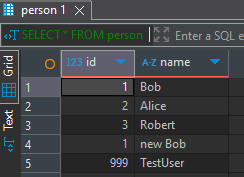 person 1
SELECT * FROM person
Enter a SQL e
Grid
Text
123 id
A-Z name
1 1 Bob
2 2 Alice
3 3 Robert
4 1 new Bob
5 999 TestUser